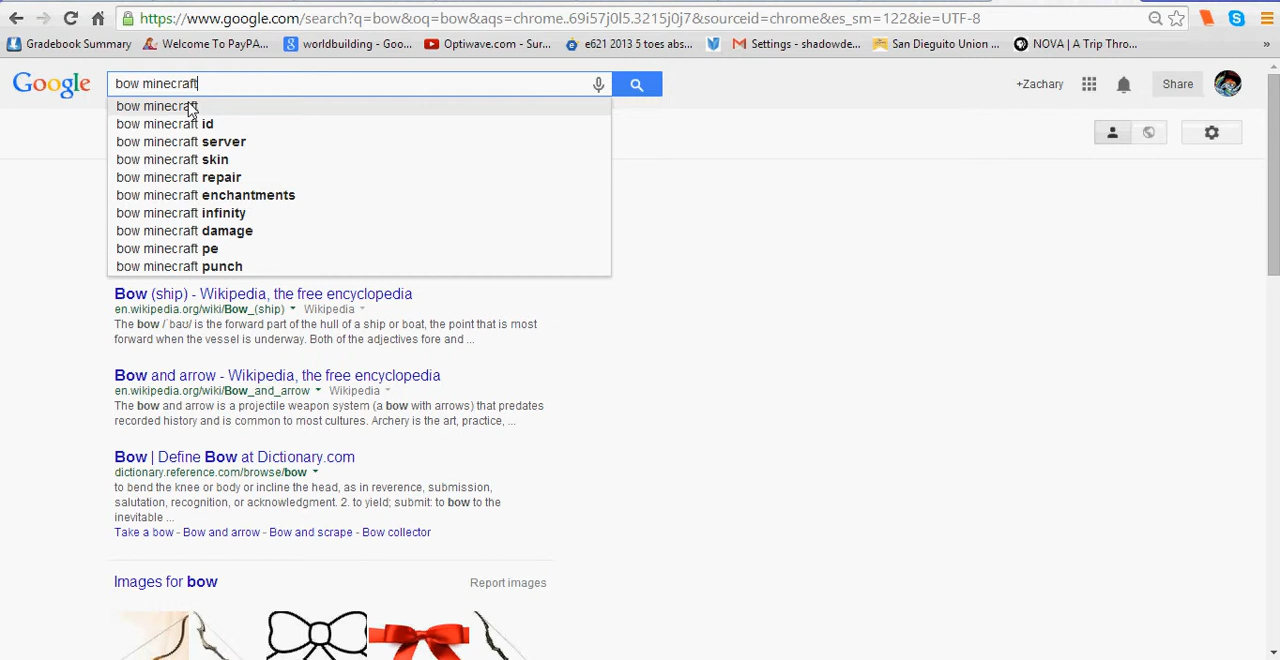 https://www.google.com/search?q=bow&oq=bow&aqs=chrome..69i57j0l5.3215j0j7&sourceid=chrome&es_sm=122&ie=UTF-8
Gradebook Summary Welcome To PayPA... worldbuilding - Goo... Optiwave.com - Sur... e621 2013 5 toes abs... Settings - shadowde... San Dieguito Union ... NOVA | A Trip Thro... »
Google bow minecraft +Zachary Share
bow minecraft
bow minecraft id
bow minecraft server
bow minecraft skin
bow minecraft repair
bow minecraft enchantments
bow minecraft infinity
bow minecraft damage
bow minecraft pe
bow minecraft punch
Bow (ship) - Wikipedia, the free encyclopedia
en.wikipedia.org/wiki/Bow_(ship) Wikipedia
The bow /ˈbaʊ/ is the forward part of the hull of a ship or boat, the point that is most
forward when the vessel is underway. Both of the adjectives fore and ...
Bow and arrow - Wikipedia, the free encyclopedia
en.wikipedia.org/wiki/Bow_and_arrow Wikipedia
The bow and arrow is a projectile weapon system (a bow with arrows) that predates
recorded history and is common to most cultures. Archery is the art, practice, ...
Bow | Define Bow at Dictionary.com
dictionary.reference.com/browse/bow
to bend the knee or body or incline the head, as in reverence, submission,
salutation, recognition, or acknowledgment. 2. to yield; submit: to bow to the
inevitable ...
Take a bow - Bow and arrow - Bow and scrape - Bow collector
Images for bow Report images